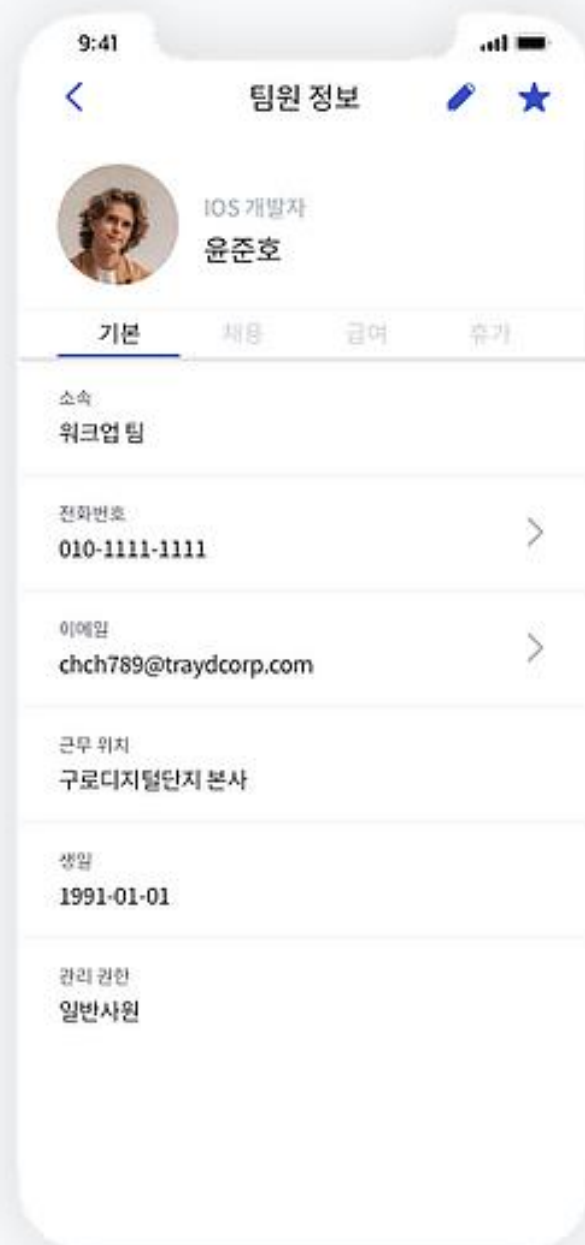 9:41
팀원 정보
IOS 개발자
윤준호
기본 채용 급여 휴가
소속
워크업 팀
전화번호
010-1111-1111
이메일
chch789@traydcorp.com
근무 위치
구로디지털단지 본사
생일
1991-01-01
관리 권한
일반사원